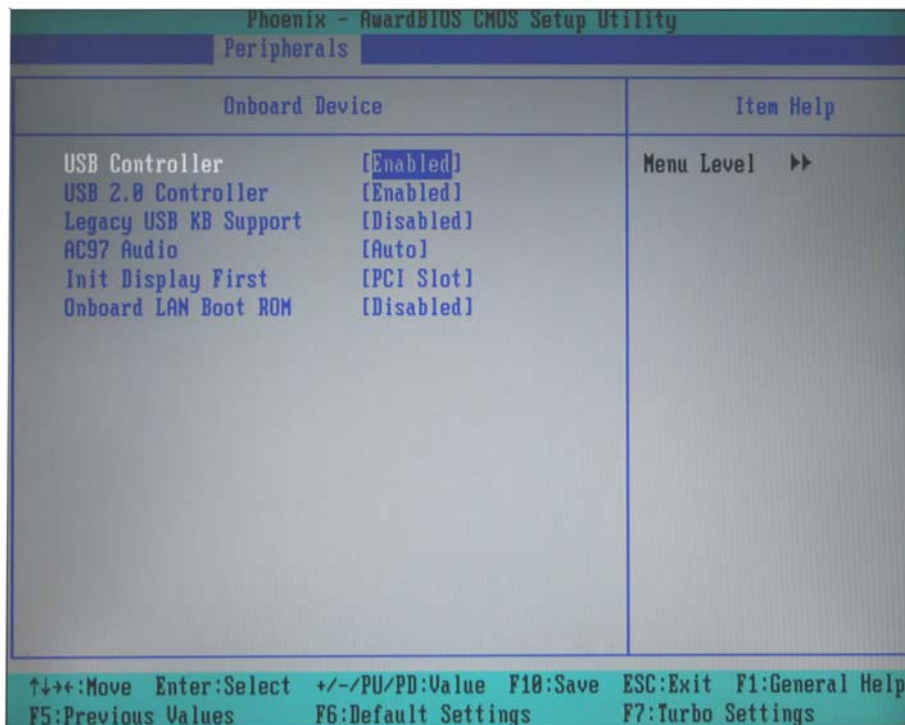 Phoenix - AwardBIOS CMOS Setup Utility
Peripherals
Onboard Device
Item Help
USB Controller [Enabled]
USB 2.0 Controller [Enabled]
Legacy USB KB Support [Disabled]
AC97 Audio [Auto]
Init Display First [PCI Slot]
Onboard LAN Boot ROM [Disabled]
Menu Level ▶▶
↑↓→←:Move Enter:Select +/-/PU/PD:Value F10:Save ESC:Exit F1:General Help
F5:Previous Values F6:Default Settings F7:Turbo Settings